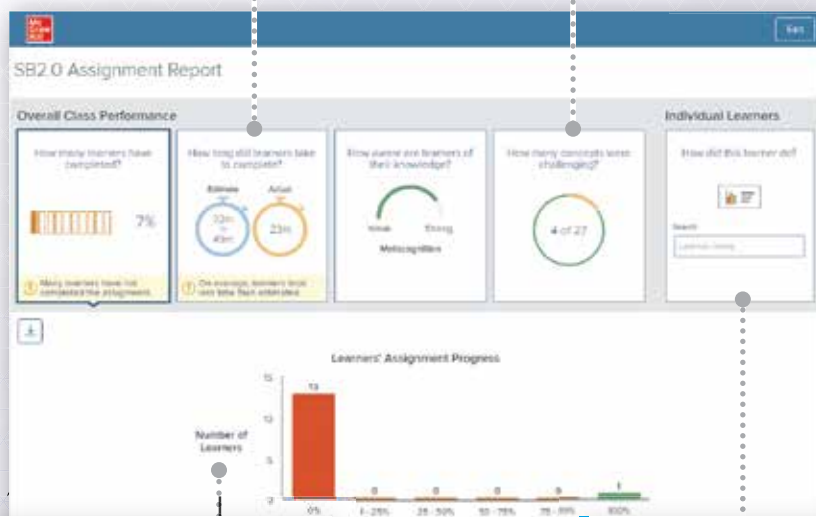 Mc
Graw
Hill
Exit
SB2.0 Assignment Report
Overall Class Performance
Individual Learners
How many learners have
completed?
7%
Many learners have not
completed the assignment.
How long did learners take
to complete?
Estimate
Actual
23m
On average, learners took
less time than estimated.
How aware are learners of
their knowledge?
Weak
Strong
Metacognition
How many concepts were
challenging?
4 of 27
How did this learner do?
Search
Learners' Assignment Progress
Number of
Learners
15
10
5
0
13
0
0
0
0
1
0%
1 - 25%
25 - 50%
50 - 75%
75 - 99%
100%